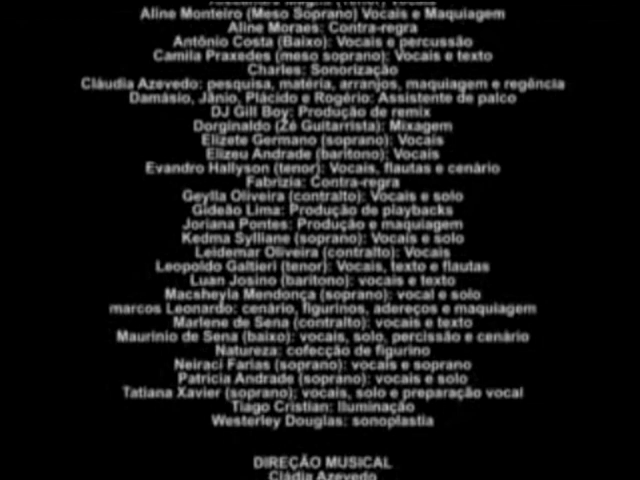 Aline Monteiro (Meso Soprano) Vocais e Maquiagem
Aline Moraes: Contra-regra
Antônio Costa (Baixo): Vocais e percussão
Camila Praxedes (meso soprano): Vocais e texto
Charles: Sonorização
Cláudia Azevedo: pesquisa, matéria, arranjos, maquiagem e regência
Damásio, Jânio, Plácido e Rogério: Assistente de palco
DJ Gill Boy: Produção de remix
Dorginaldo (Zé Guitarrista): Mixagem
Elizete Germano (soprano): Vocais
Elizeu Andrade (barítono): Vocais
Evandro Hallyson (tenor): Vocais, flautas e cenário
Fabrizia: Contra-regra
Geylla Oliveira (contralto): Vocais e solo
Gideão Lima: Produção de playbacks
Joriana Pontes: Produção e maquiagem
Kedma Sylliane (soprano): Vocais e solo
Leidemar Oliveira (contralto): Vocais
Leopoldo Galtieri (tenor): Vocais, texto e flautas
Luan Josino (barítono): vocais e texto
Macsheyla Mendonça (soprano): vocal e solo
marcos Leonardo: cenário, figurinos, adereços e maquiagem
Marlene de Sena (contralto): vocais e texto
Maurinio de Sena (baixo): vocais, solo, percissão e cenário
Natureza: cofecção de figurino
Neiraci Farias (soprano): vocais e soprano
Patricia Andrade (soprano): vocais e solo
Tatiana Xavier (soprano): vocais, solo e preparação vocal
Tiago Cristian: Iluminação
Westerley Douglas: sonoplastia
DIREÇÃO MUSICAL
Cládia Azevedo